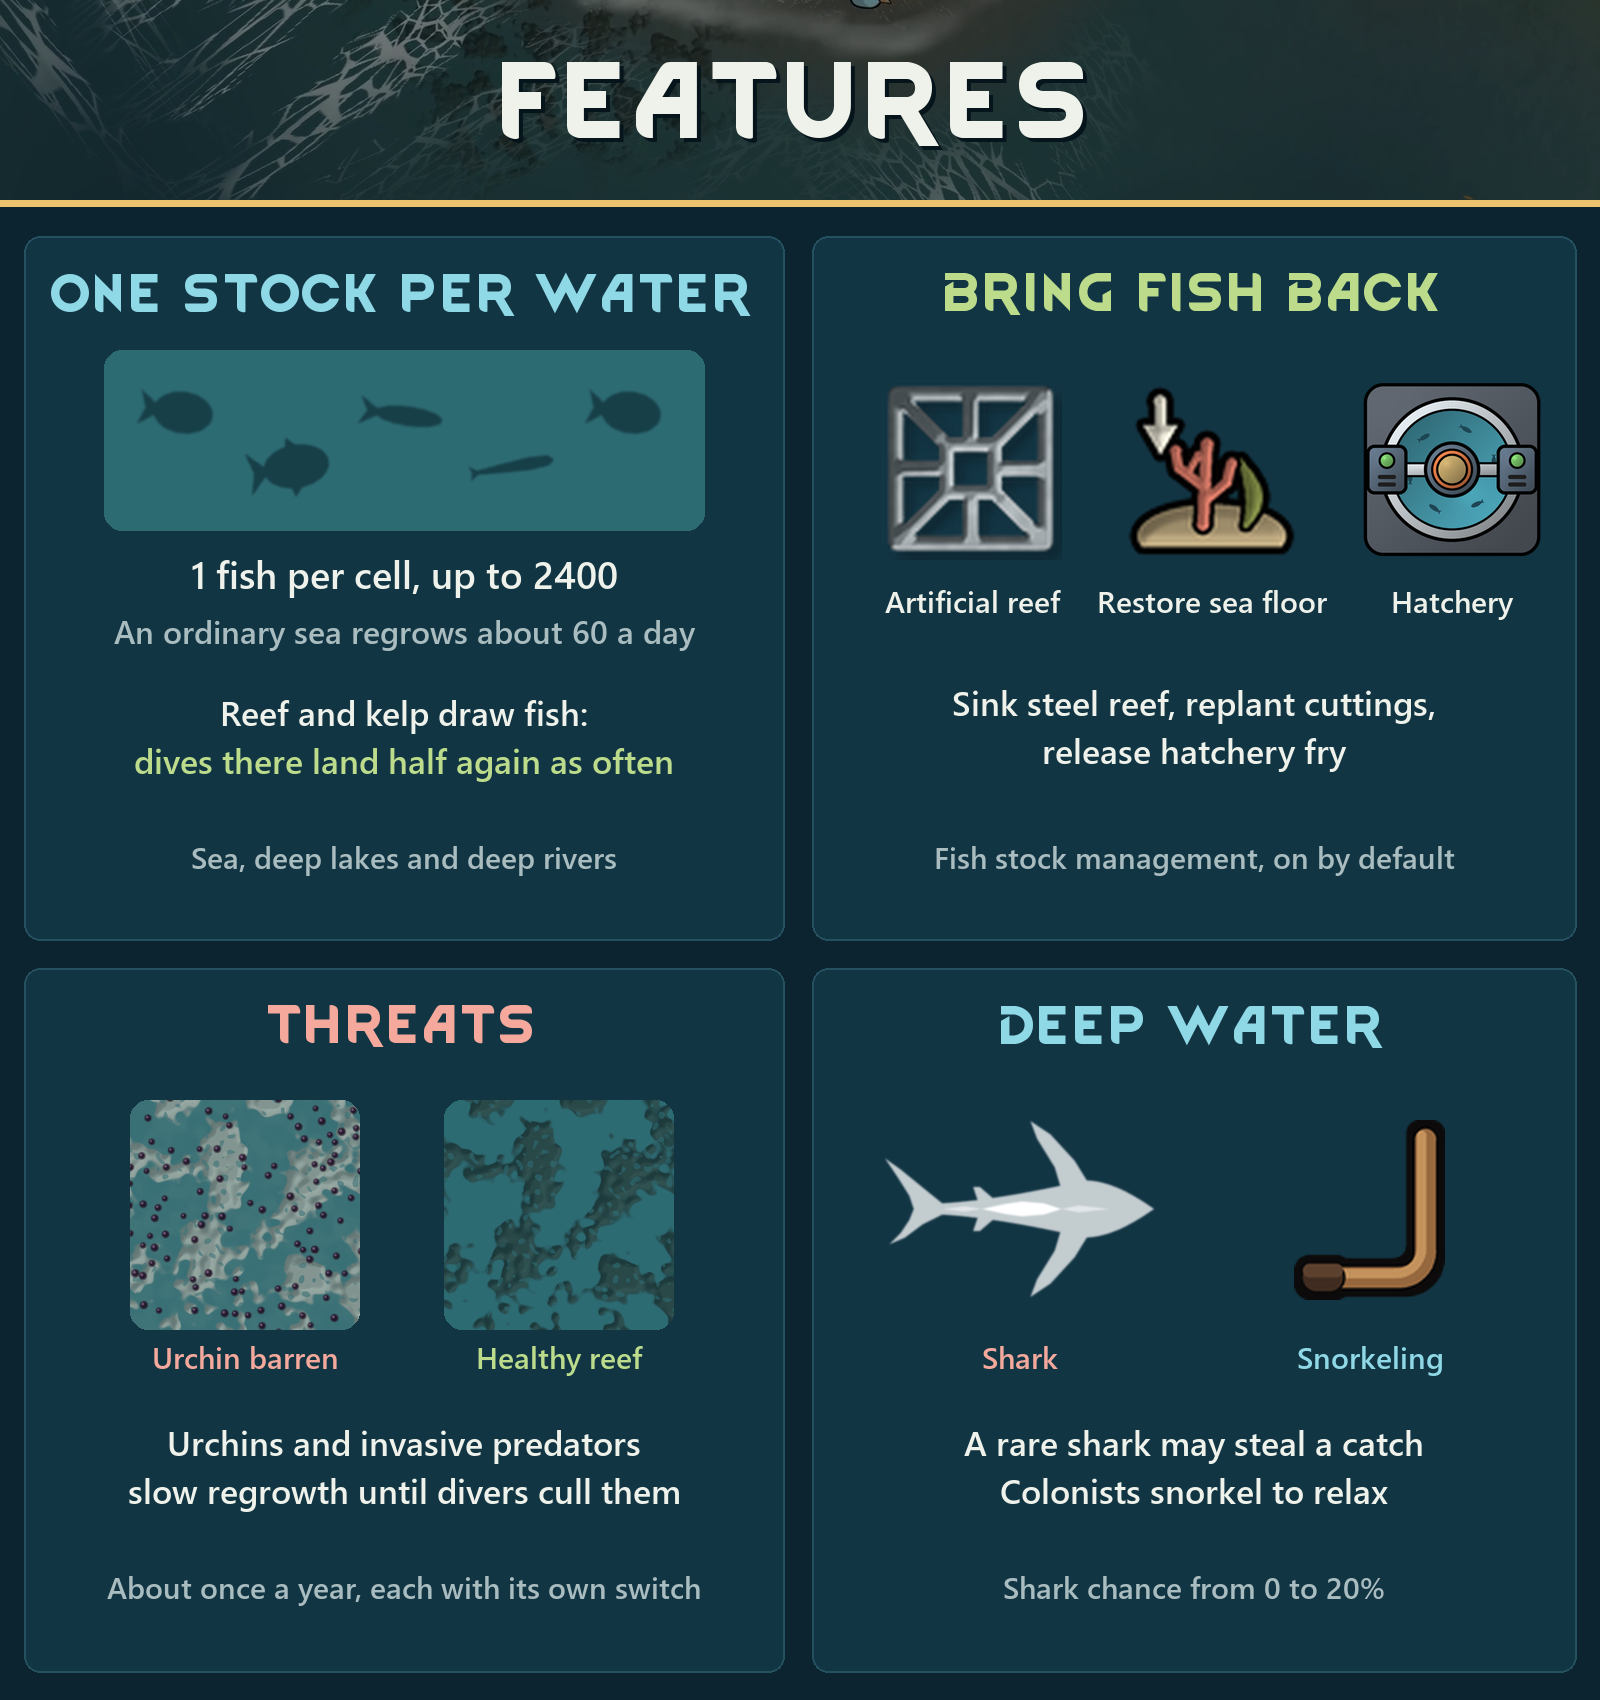 FEATURES
ONE STOCK PER WATER
1 fish per cell, up to 2400
An ordinary sea regrows about 60 a day
Reef and kelp draw fish:
dives there land half again as often
Sea, deep lakes and deep rivers
BRING FISH BACK
Artificial reef
Restore sea floor
Hatchery
Sink steel reef, replant cuttings,
release hatchery fry
Fish stock management, on by default
THREATS
Urchin barren
Healthy reef
Urchins and invasive predators
slow regrowth until divers cull them
About once a year, each with its own switch
DEEP WATER
Shark
Snorkeling
A rare shark may steal a catch
Colonists snorkel to relax
Shark chance from 0 to 20%